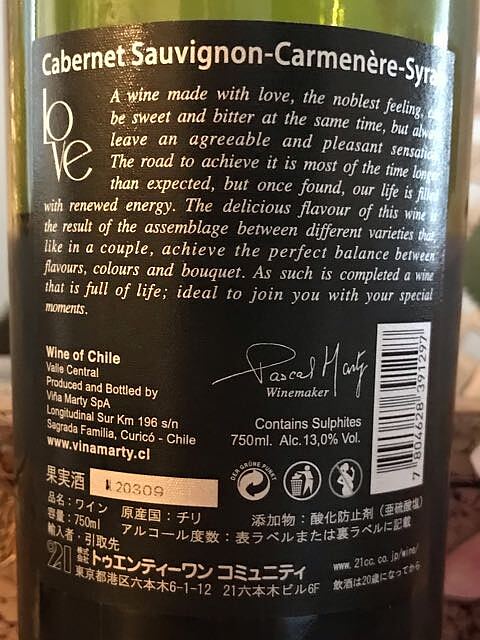 Cabernet Sauvignon-Carmenère-Syra
love
A wine made with love, the noblest feeling,
be sweet and bitter at the same time, but
leave an agreeable and pleasant
The road to achieve it is most of the time
than expected, but once found, our life is
with renewed energy. The delicious flavour of this wine
the result of the assemblage between different varieties
like in a couple, achieve the perfect balance between
flavours, colours and bouquet. As such is completed a wine
that is full of life; ideal to join you with your special
moments.
Wine of Chile
Valle Central
Produced and Bottled by
Viña Marty SpA
Longitudinal Sur Km 196 s/n
Sagrada Familia, Curicó - Chile
www.vinamarty.cl
Pascal Marty
Winemaker
Contains Sulphites
750ml. Alc.13,0% Vol.
7 804628 391297
DER GRÜNE PUNKT
果実酒 L20309
品名：ワイン 原産国：チリ 添加物：酸化防止剤（亜硫酸塩）
容量：750ml アルコール度数：表ラベルまたは裏ラベルに記載
輸入者・引取先
21 株式会社 トゥエンティーワン コミュニティ www.21cc.co.jp/wine/
東京都港区六本木6-1-12 21六本木ビル6F 飲酒は20歳になってから